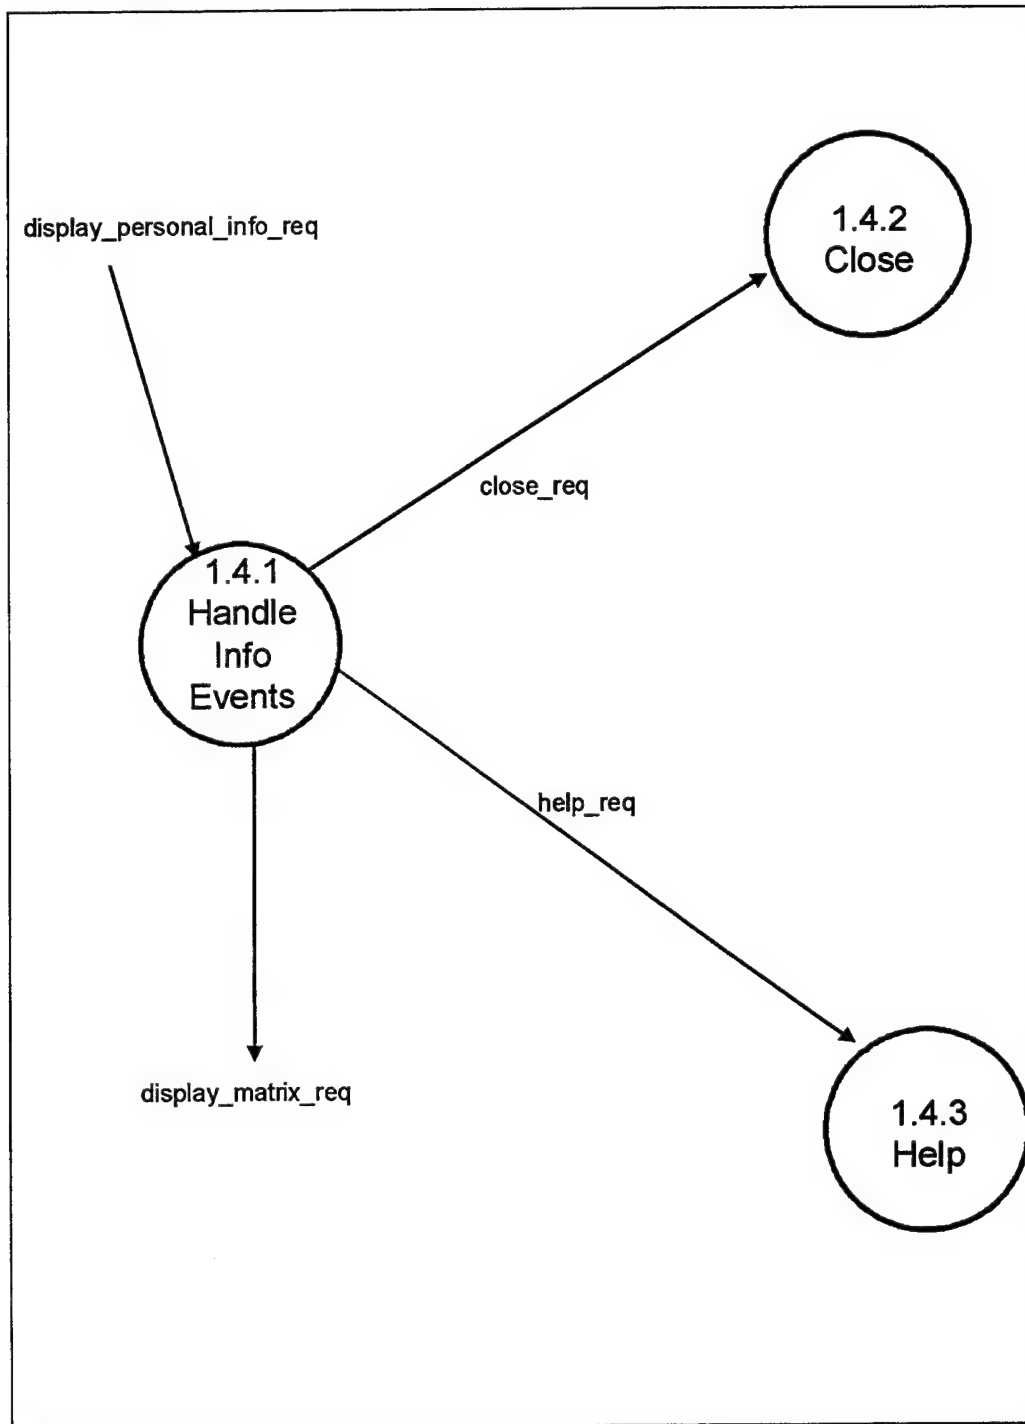 1.4.2
Close
display_personal_info_req
close_req
1.4.1
Handle
Info
Events
help_req
display_matrix_req
1.4.3
Help